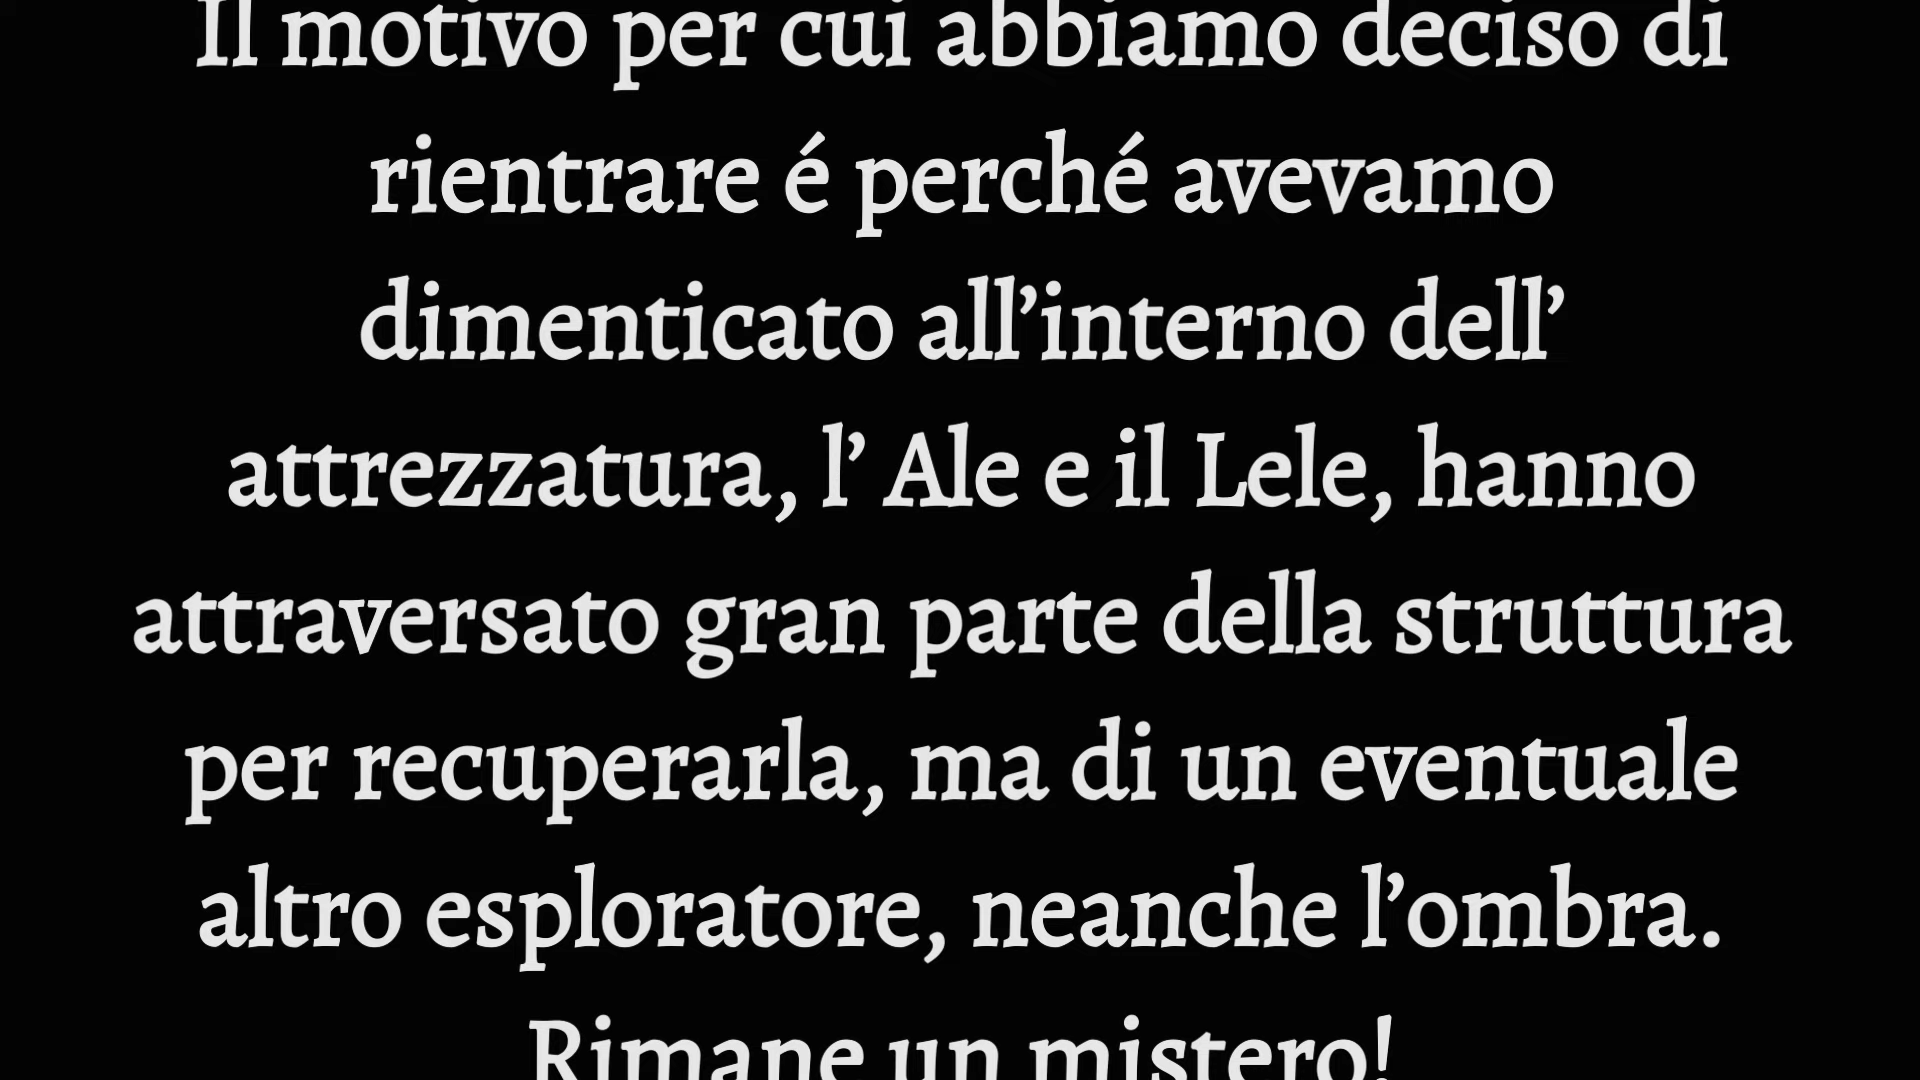 Il motivo per cui abbiamo deciso di
rientrare é perché avevamo
dimenticato all’interno dell’
attrezzatura, l’ Ale e il Lele, hanno
attraversato gran parte della struttura
per recuperarla, ma di un eventuale
altro esploratore, neanche l’ombra.
Rimane un mistero!